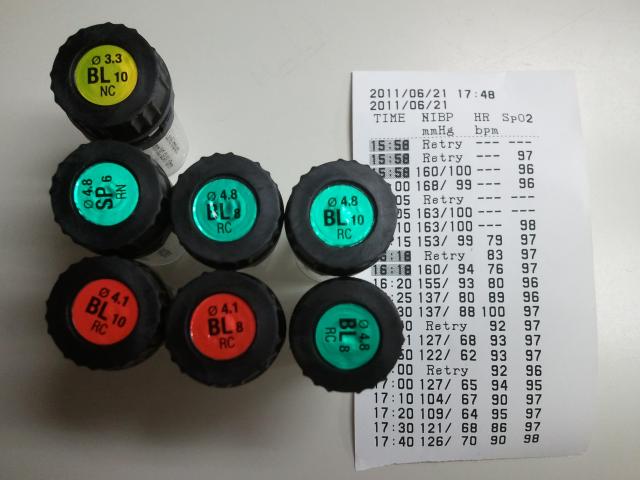 Ø 3.3
BL 10
NC
Ø 4.8
SP 6
RN
Ø 4.8
BL 8
RC
Ø 4.8
BL 10
RC
Ø 4.1
BL 10
RC
Ø 4.1
BL 8
RC
Ø 4.8
BL 8
RC
2011/06/21 17:48
2011/06/21
TIME NIBP HR SpO2
mmHg bpm
15:58 Retry --- ---
15:58 Retry --- 97
15:58 160/100 --- 96
00 168/ 99 --- 96
05 Retry --- ---
05 163/100 --- ---
10 163/100 --- 98
15 153/ 99 79 97
16:18 Retry 83 97
16:18 160/ 94 76 97
16:20 155/ 93 80 96
25 137/ 80 89 96
30 137/ 88 100 97
Retry 92 97
127/ 68 93 97
50 122/ 62 93 97
Retry 92 96
17:00 127/ 65 94 95
17:10 104/ 67 90 97
17:20 109/ 64 95 97
17:30 121/ 68 86 97
17:40 126/ 70 90 98